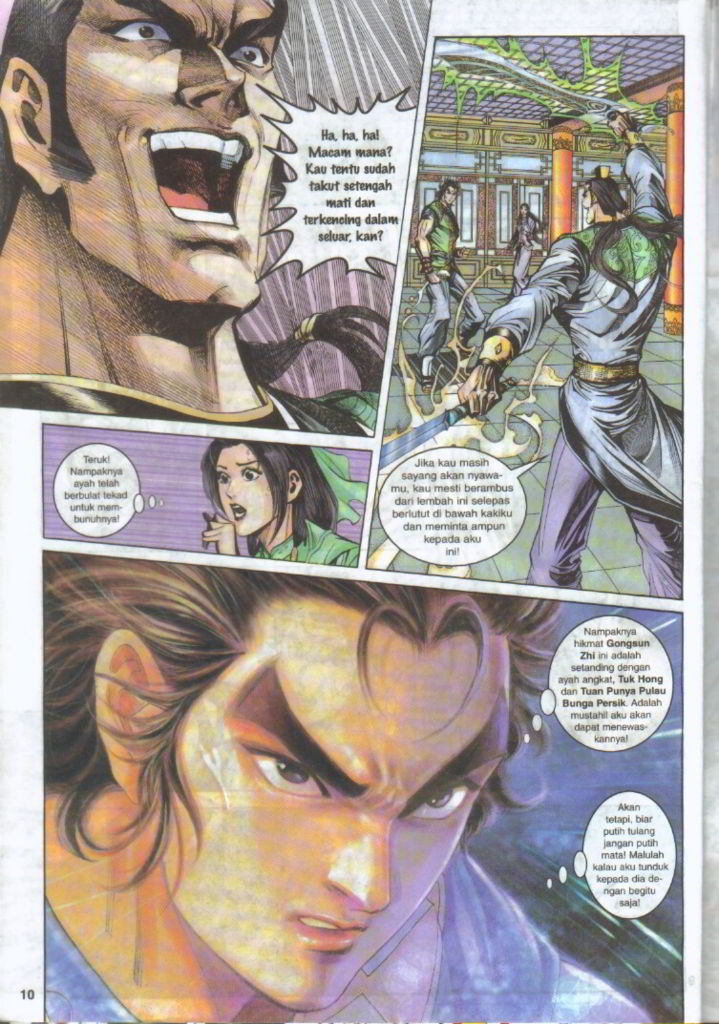 Ha, ha, ha!
Macam mana?
Kau tentu sudah
takut setengah
mati dan
terkencing dalam
seluar, kan?
Jika kau masih
sayang akan nyawa-
mu, kau mesti berambus
dari lembah ini selepas
berlutut di bawah kakiku
dan meminta ampun
kepada aku
ini!
Teruk!
Nampaknya
ayah telah
berbulat tekad
untuk mem-
bunuhnya!
Nampaknya
hikmat Gongsun
Zhi ini adalah
setanding dengan
ayah angkat, Tuk Hong
dan Tuan Punya Pulau
Bunga Persik. Adalah
mustahil aku akan
dapat menewas-
kannya!
Akan
tetapi, biar
putih tulang
jangan putih
mata! Malulah
kalau aku tunduk
kepada dia de-
ngan begitu
saja!
10